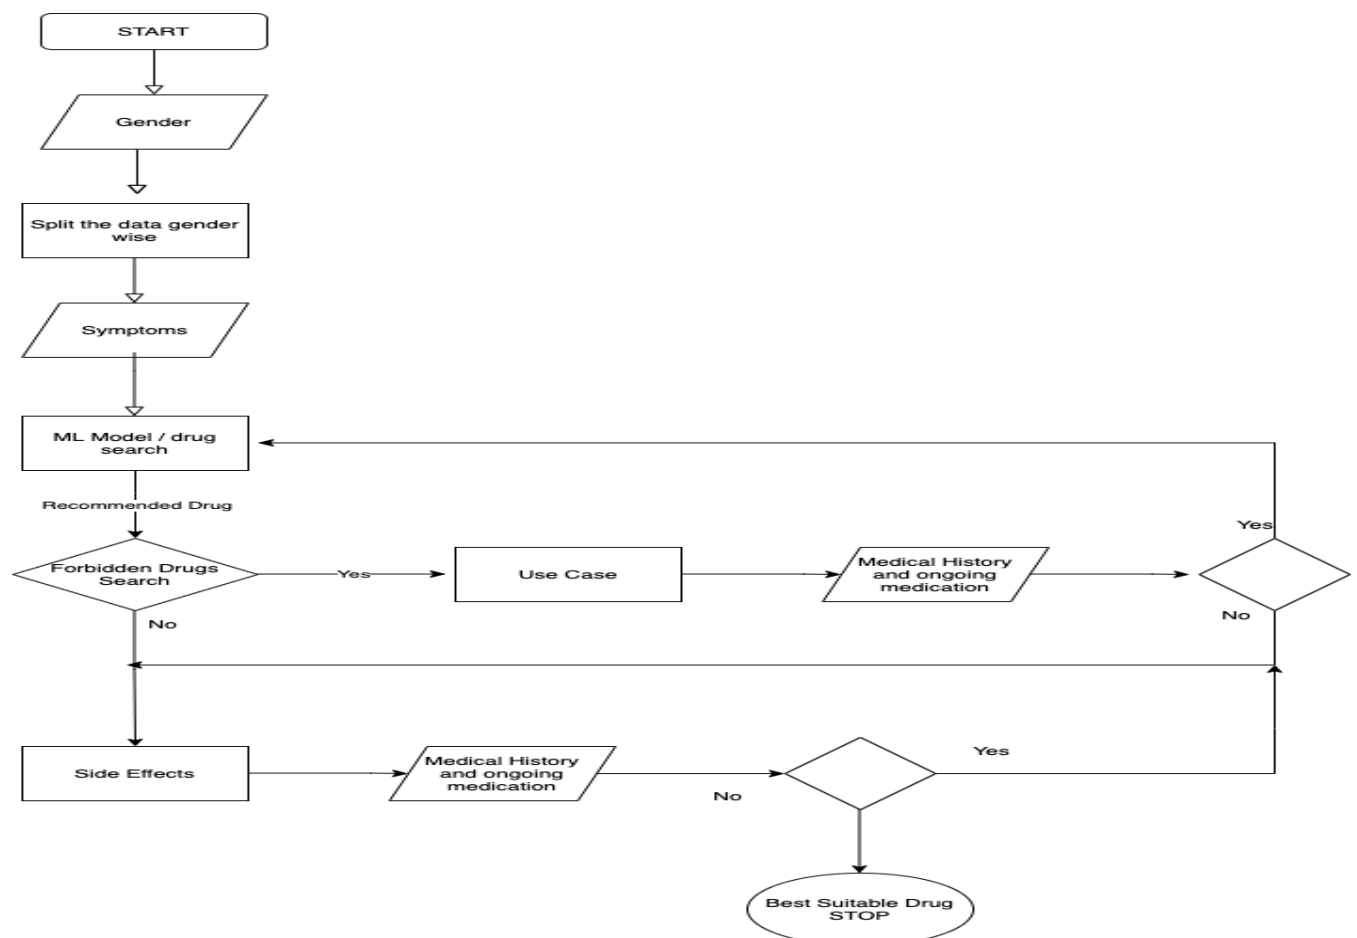 START
Gender
Split the data gender
wise
Symptoms
ML Model / drug
search
Recommended Drug
Yes
Forbidden Drugs
Search
Yes
Use Case
Medical History
and ongoing
medication
No
No
Side Effects
Medical History
and ongoing
medication
No
Yes
Best Suitable Drug
STOP